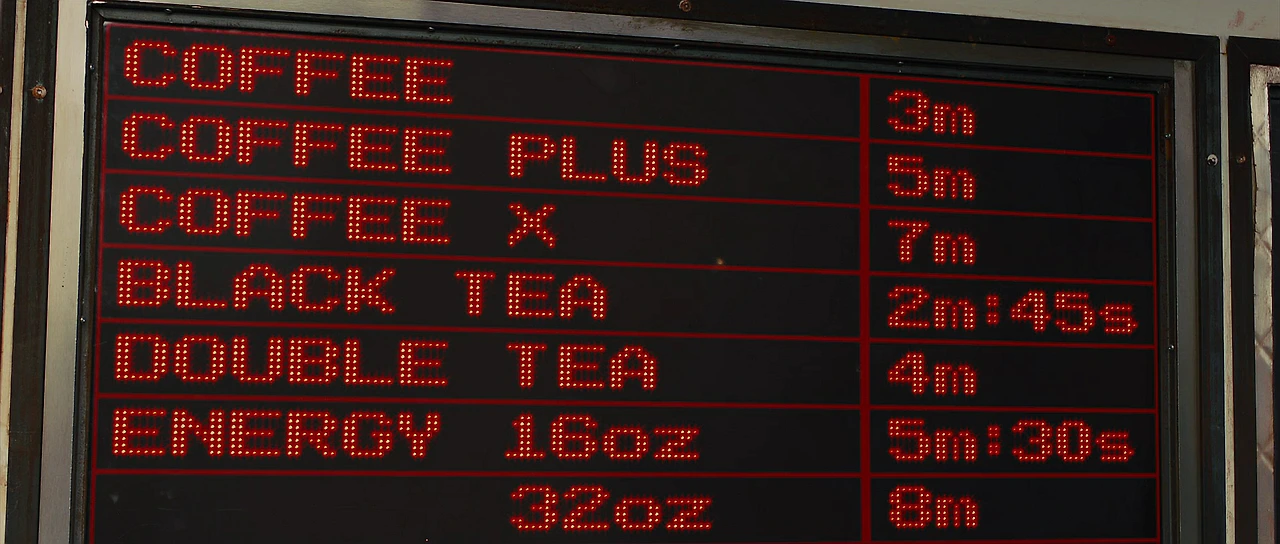 COFFEE 3m
COFFEE PLUS 5m
COFFEE X 7m
BLACK TEA 2m:45s
DOUBLE TEA 4m
ENERGY 16oz 5m:30s
32oz 8m